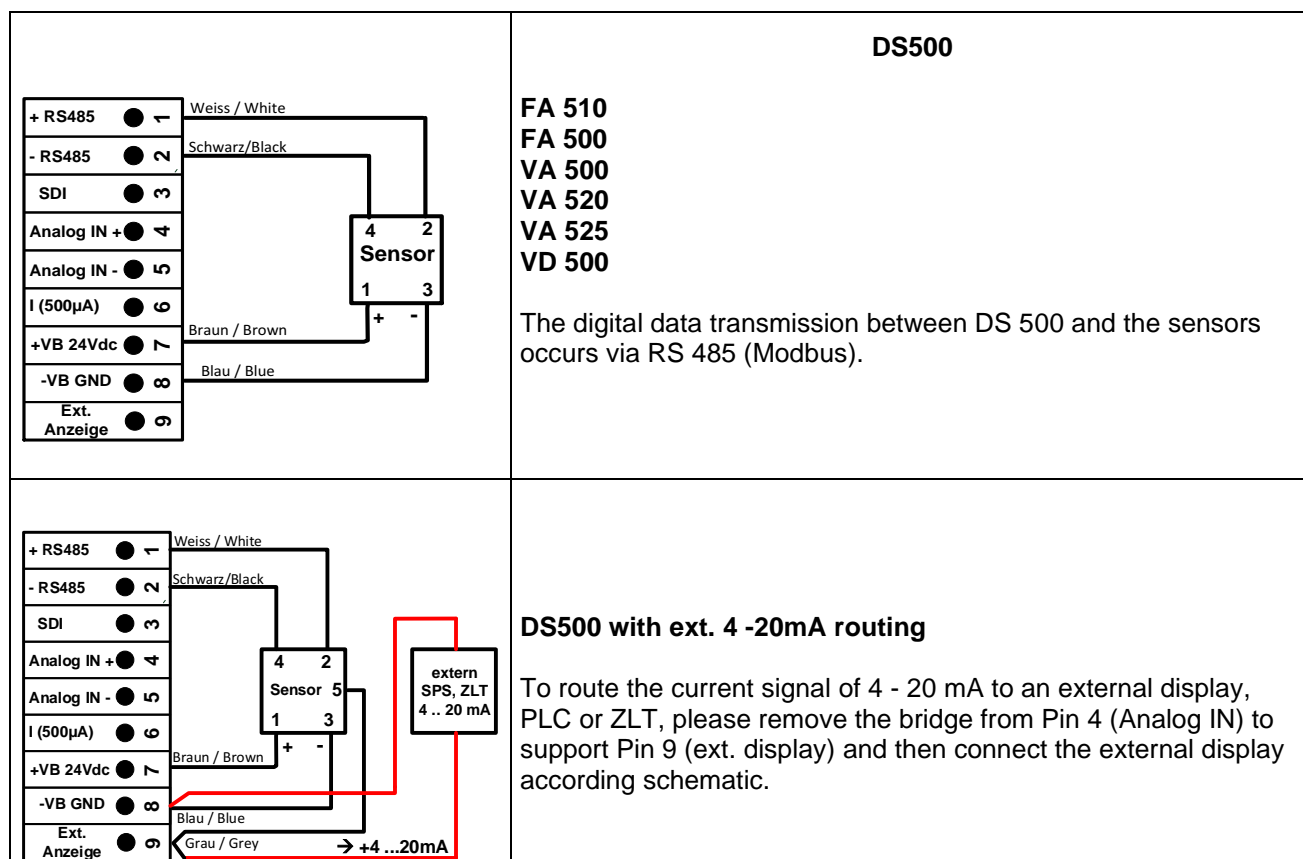 DS500
+ RS485 1 Weiss / White
- RS485 2 Schwarz/Black
SDI 3
Analog IN + 4
Analog IN - 5
I (500µA) 6
+VB 24Vdc 7 Braun / Brown
-VB GND 8 Blau / Blue
Ext.
Anzeige 9
4 2
Sensor
1 3
+ -
FA 510
FA 500
VA 500
VA 520
VA 525
VD 500
The digital data transmission between DS 500 and the sensors
occurs via RS 485 (Modbus).
+ RS485 1 Weiss / White
- RS485 2 Schwarz/Black
SDI 3
Analog IN + 4
Analog IN - 5
I (500µA) 6
+VB 24Vdc 7 Braun / Brown
-VB GND 8
Blau / Blue
Ext.
Anzeige 9 Grau / Grey → +4 ...20mA
4 2
Sensor 5
1 3
+ -
extern
SPS, ZLT
4 .. 20 mA
DS500 with ext. 4 -20mA routing
To route the current signal of 4 - 20 mA to an external display,
PLC or ZLT, please remove the bridge from Pin 4 (Analog IN) to
support Pin 9 (ext. display) and then connect the external display
according schematic.